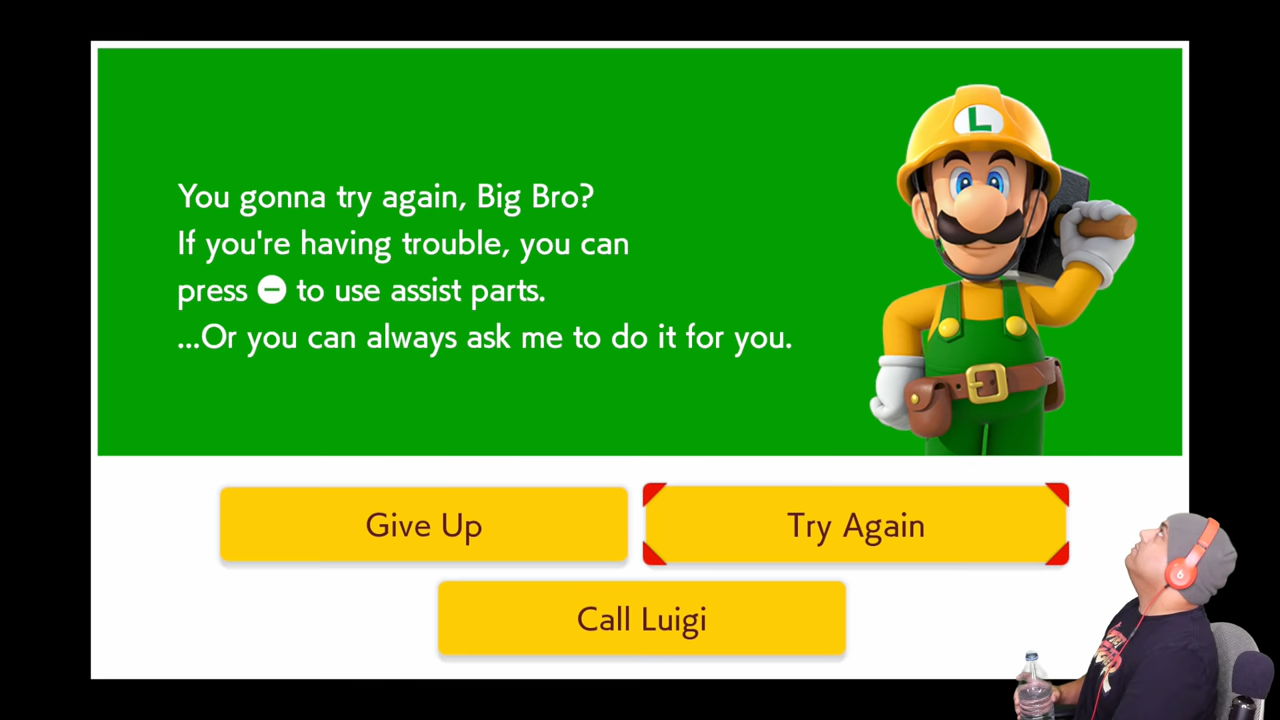 L
You gonna try again, Big Bro?
If you're having trouble, you can
press − to use assist parts.
...Or you can always ask me to do it for you.
Give Up
Try Again
Call Luigi